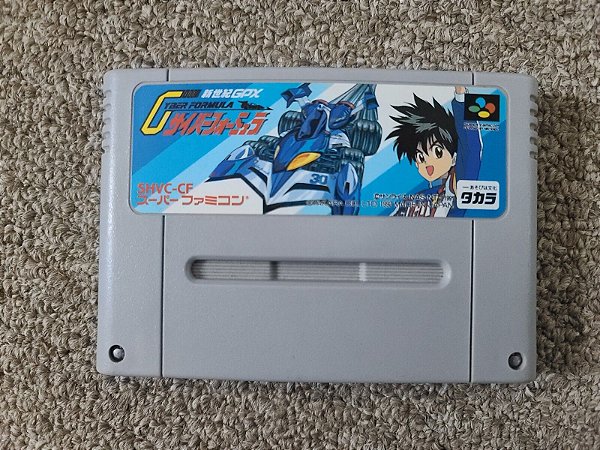 新世紀GPX
CYBER FORMULA
サイバーフォーミュラ
30
SHVC-CF
スーパーファミコン
タカラ